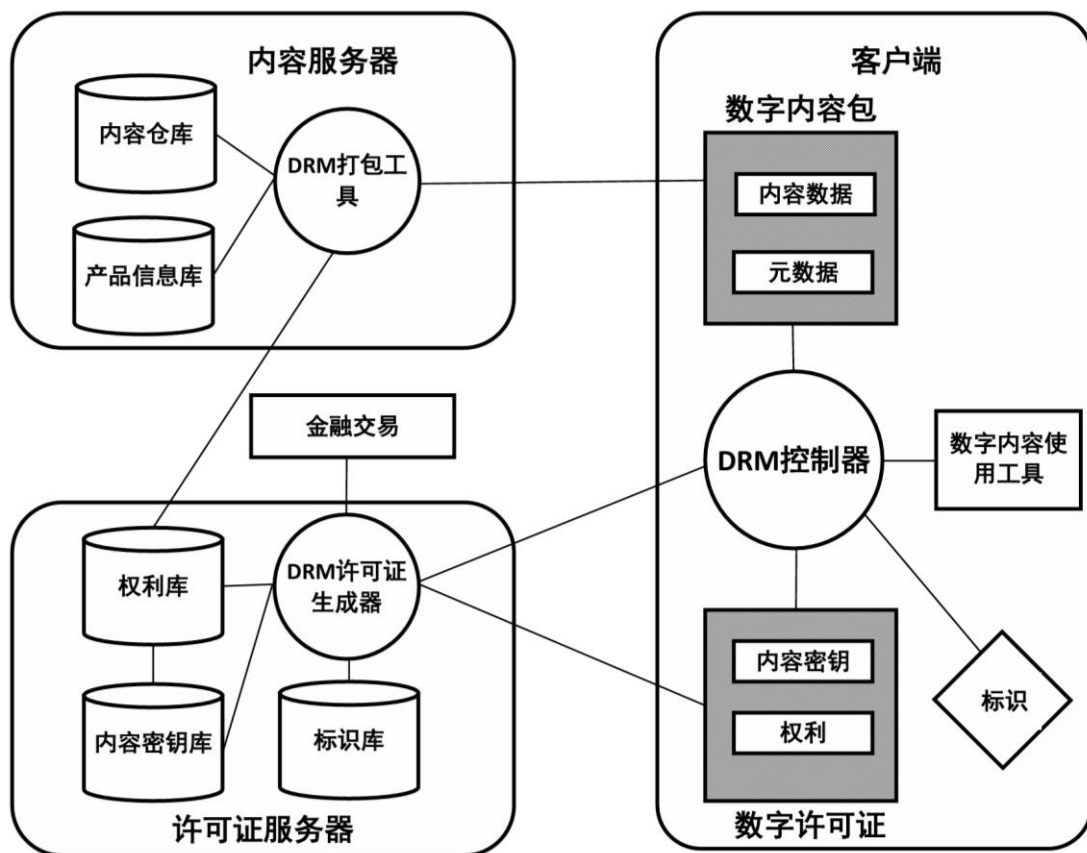 内容服务器
内容仓库
DRM打包工
具
产品信息库
客户端
数字内容包
内容数据
元数据
金融交易
DRM控制器
数字内容使
用工具
权利库
DRM许可证
生成器
内容密钥库
标识库
许可证服务器
内容密钥
权利
标识
数字许可证